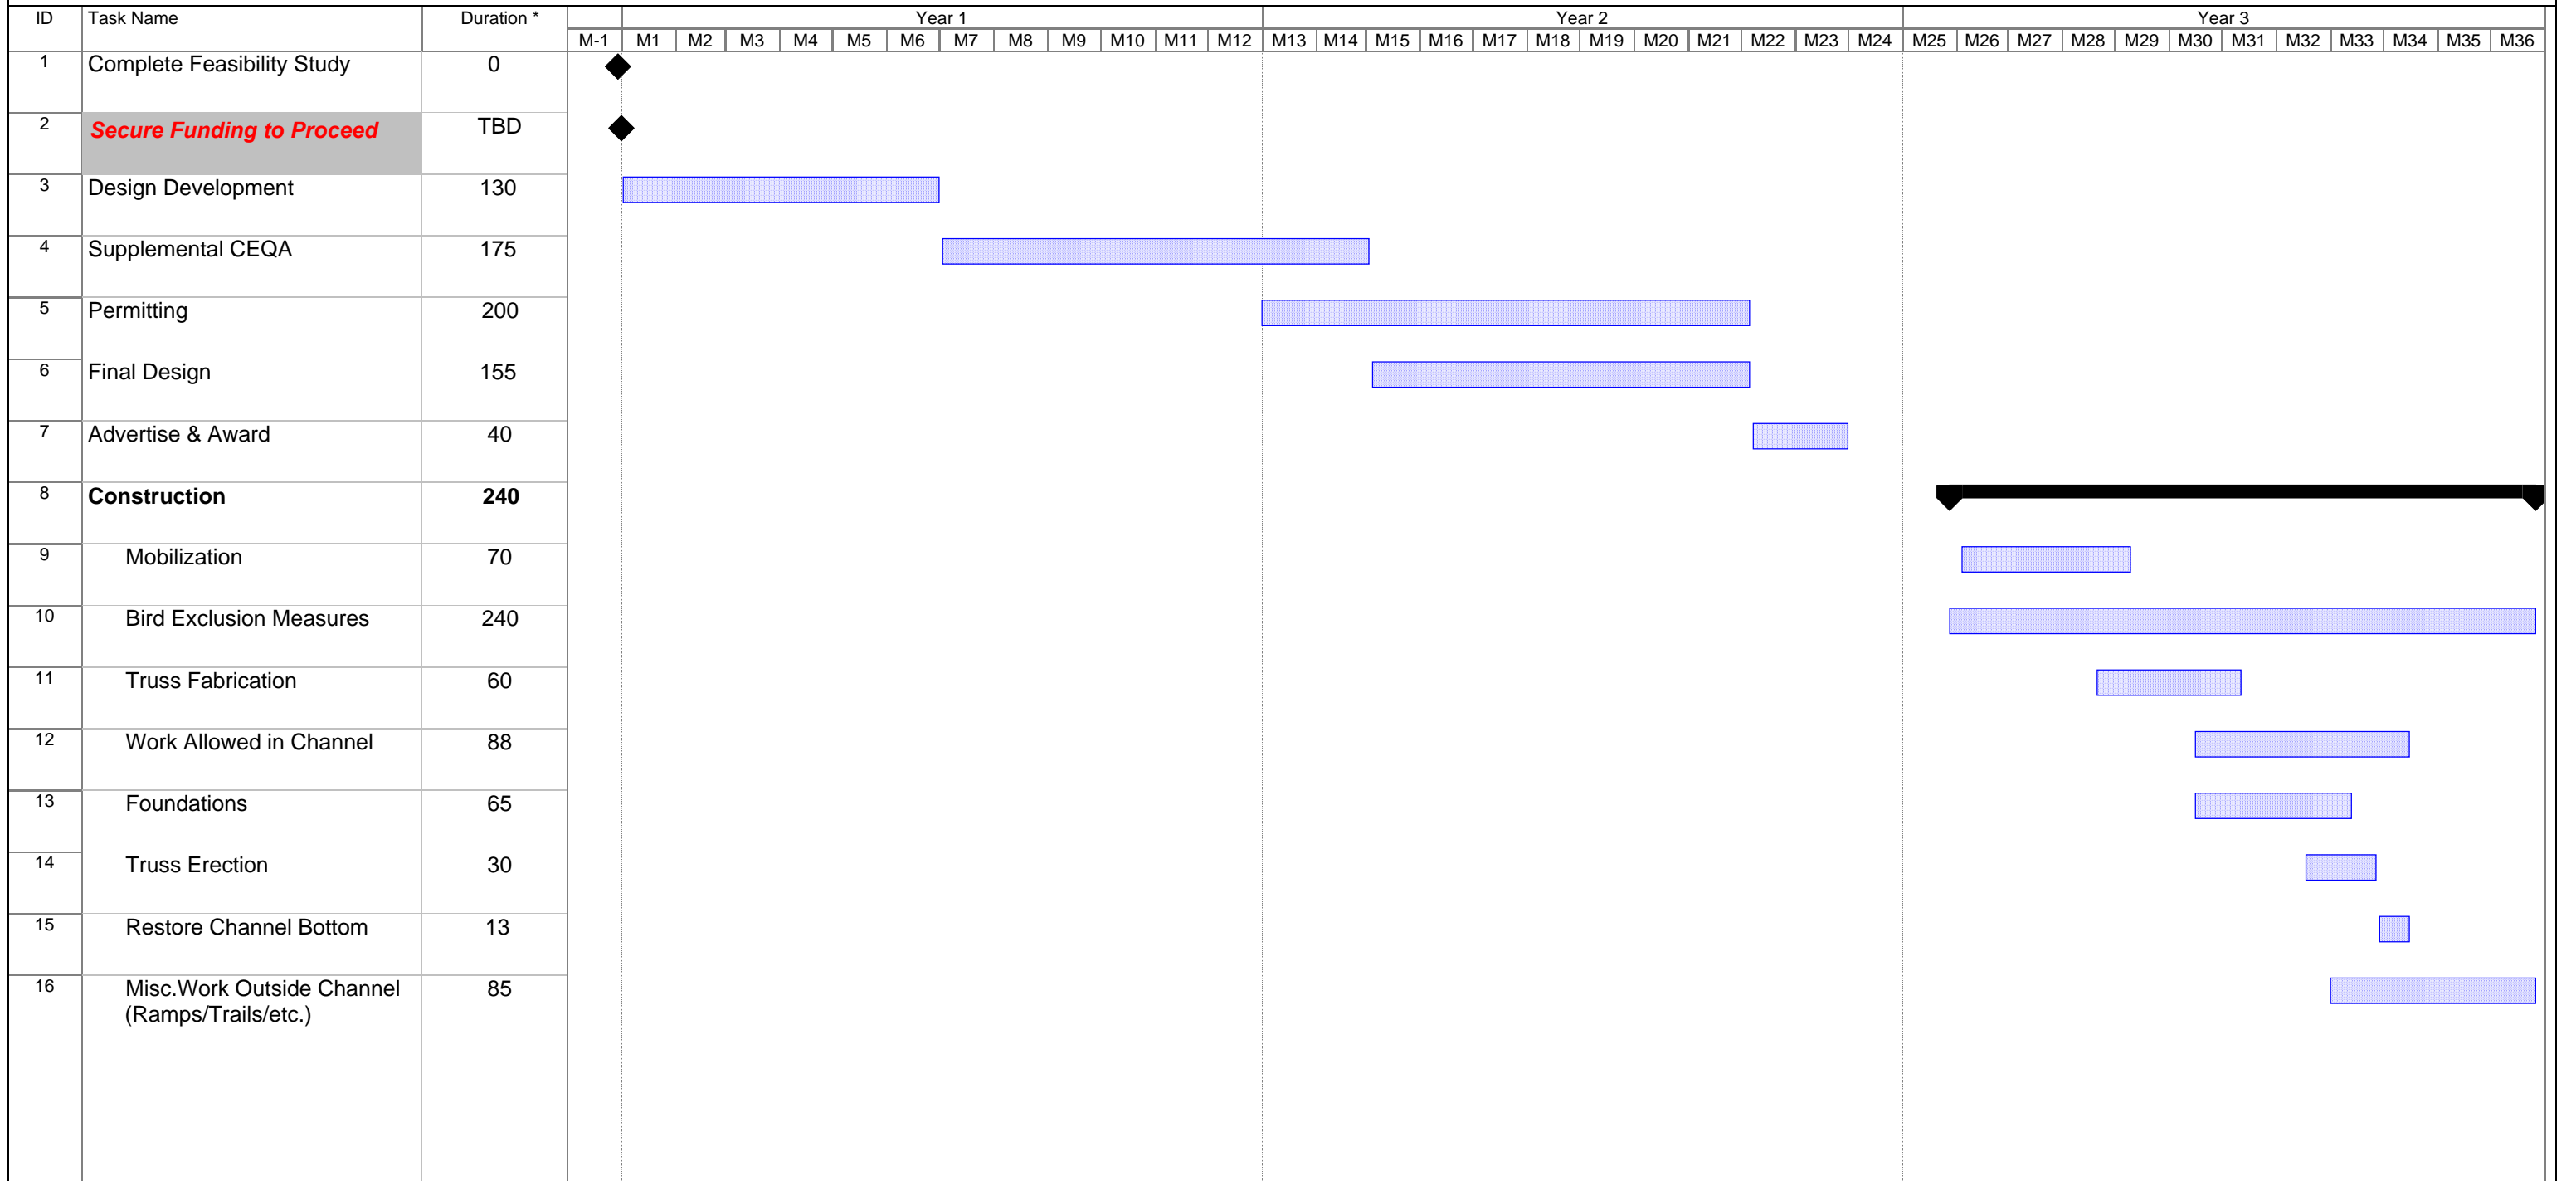 ID Task Name Duration * Year 1 Year 2 Year 3
M-1 M1 M2 M3 M4 M5 M6 M7 M8 M9 M10 M11 M12 M13 M14 M15 M16 M17 M18 M19 M20 M21 M22 M23 M24 M25 M26 M27 M28 M29 M30 M31 M32 M33 M34 M35 M36
1 Complete Feasibility Study 0
2 Secure Funding to Proceed TBD
3 Design Development 130
4 Supplemental CEQA 175
5 Permitting 200
6 Final Design 155
7 Advertise & Award 40
8 Construction 240
9 Mobilization 70
10 Bird Exclusion Measures 240
11 Truss Fabrication 60
12 Work Allowed in Channel 88
13 Foundations 65
14 Truss Erection 30
15 Restore Channel Bottom 13
16 Misc.Work Outside Channel 85
(Ramps/Trails/etc.)